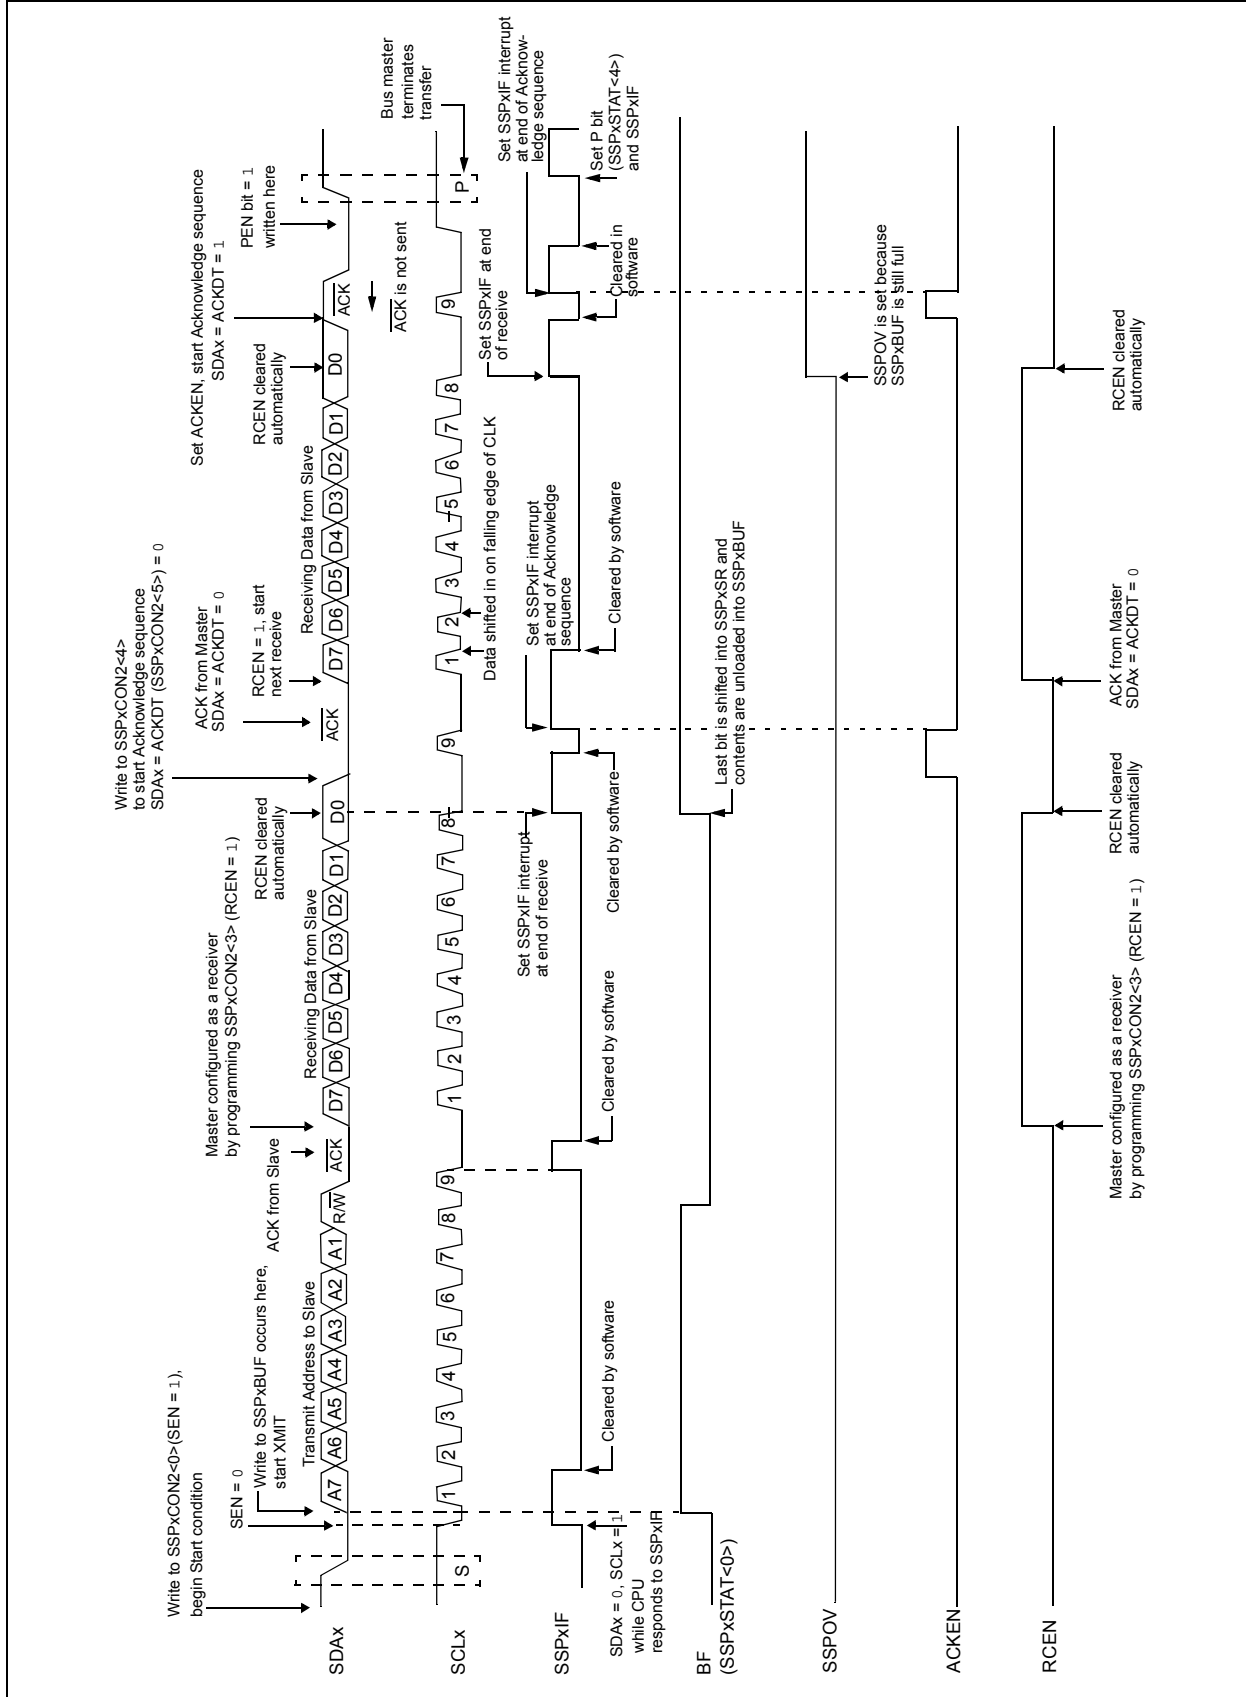 Write to SSPxCON2<0>(SEN = 1),
begin Start condition
SEN = 0
Write to SSPxBUF occurs here,
start XMIT
ACK from Slave
Master configured as a receiver
by programming SSPxCON2<3> (RCEN = 1)
RCEN cleared
automatically
Write to SSPxCON2<4>
to start Acknowledge sequence
SDAx = ACKDT (SSPxCON2<5>) = 0
ACK from Master
SDAx = ACKDT = 0
RCEN = 1, start
next receive
Set ACKEN, start Acknowledge sequence
SDAx = ACKDT = 1
RCEN cleared
automatically
PEN bit = 1
written here
Transmit Address to Slave
Receiving Data from Slave
Receiving Data from Slave
SDAx
A7 A6 A5 A4 A3 A2 A1 R/W ACK D7 D6 D5 D4 D3 D2 D1 D0 ACK D7 D6 D5 D4 D3 D2 D1 D0 ACK
ACK is not sent
Bus master
terminates
transfer
SCLx
S 1 2 3 4 5 6 7 8 9 1 2 3 4 5 6 7 8 9 1 2 3 4 5 6 7 8 9 P
Data shifted in on falling edge of CLK
Set SSPxIF interrupt
at end of receive
Set SSPxIF interrupt
at end of Acknowledge
sequence
Set SSPxIF at end
of receive
Set SSPxIF interrupt
at end of Acknow-
ledge sequence
SSPxIF
SDAx = 0, SCLx = 1
while CPU
responds to SSPxIF
Cleared by software
Cleared by software
Cleared by software
Cleared by software
Cleared in
software
Set P bit
(SSPxSTAT<4>)
and SSPxIF
BF
(SSPxSTAT<0>)
Last bit is shifted into SSPxSR and
contents are unloaded into SSPxBUF
SSPOV
SSPOV is set because
SSPxBUF is still full
ACKEN
RCEN
Master configured as a receiver
by programming SSPxCON2<3> (RCEN = 1)
RCEN cleared
automatically
ACK from Master
SDAx = ACKDT = 0
RCEN cleared
automatically